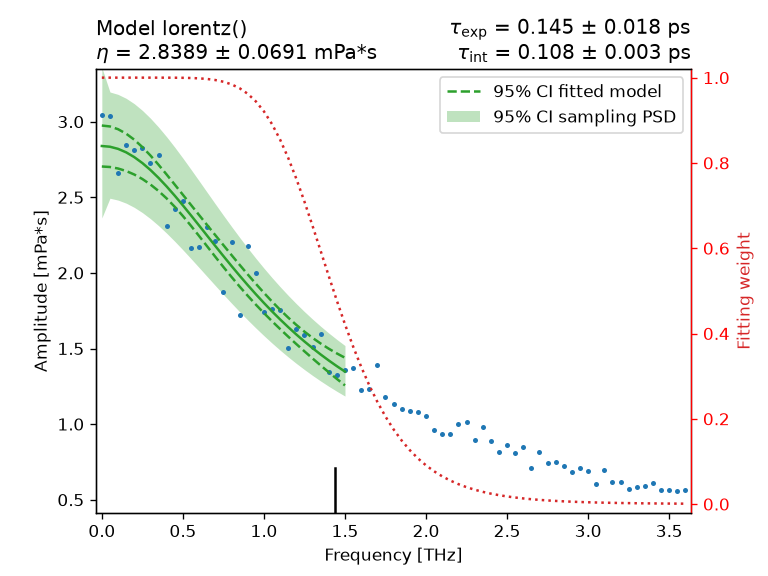 Model lorentz()
η = 2.8389 ± 0.0691 mPa*s
τexp = 0.145 ± 0.018 ps
τint = 0.108 ± 0.003 ps
95% CI fitted model
95% CI sampling PSD
Amplitude [mPa*s]
3.0
2.5
2.0
1.5
1.0
0.5
1.0
0.8
0.6
0.4
0.2
0.0
Fitting weight
0.0 0.5 1.0 1.5 2.0 2.5 3.0 3.5
Frequency [THz]